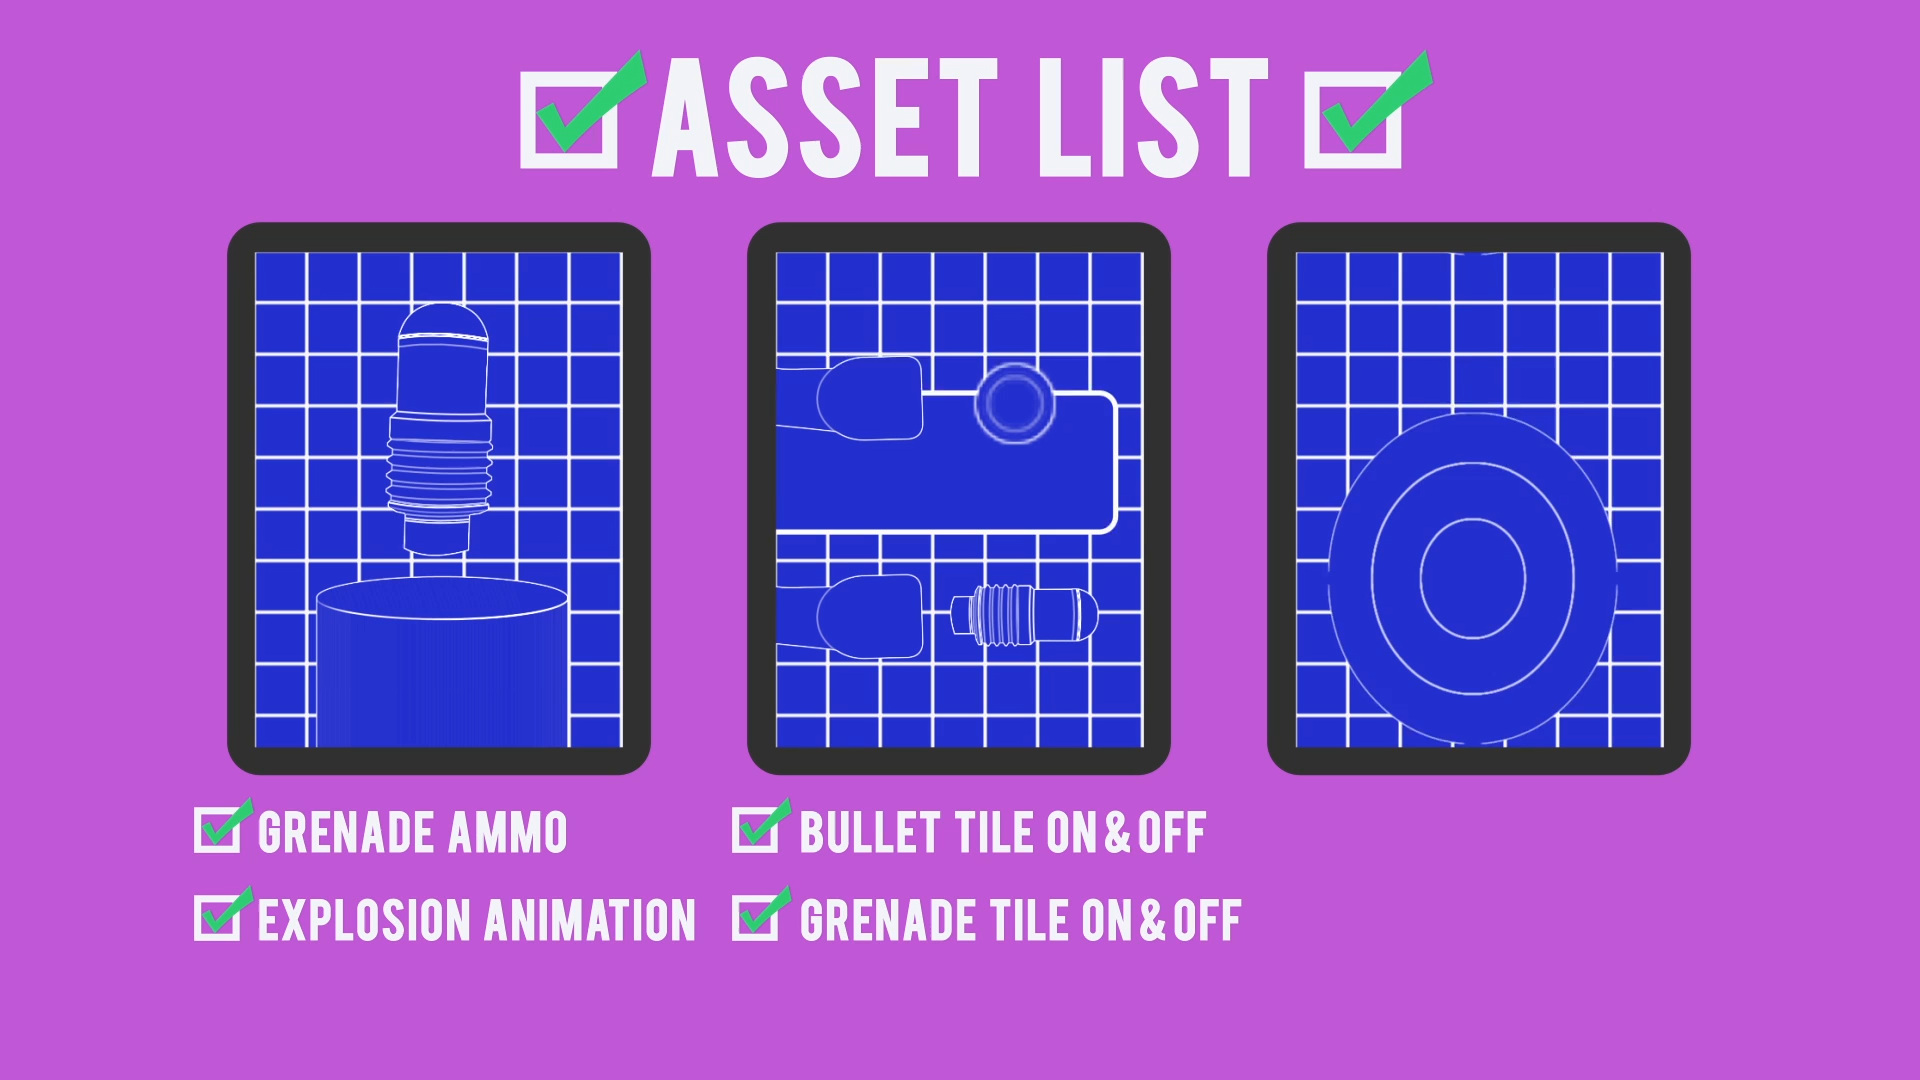 ASSET LIST
GRENADE AMMO
BULLET TILE ON & OFF
EXPLOSION ANIMATION
GRENADE TILE ON & OFF